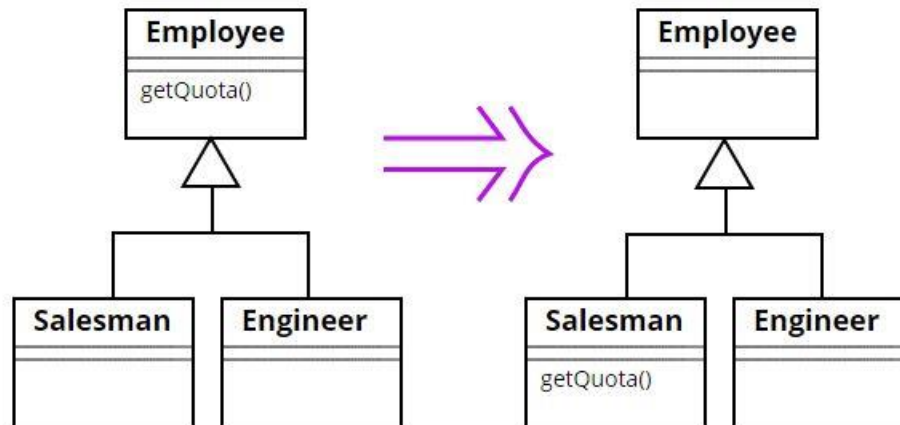 Employee
getQuota()
Salesman
Engineer
Employee
Salesman
getQuota()
Engineer